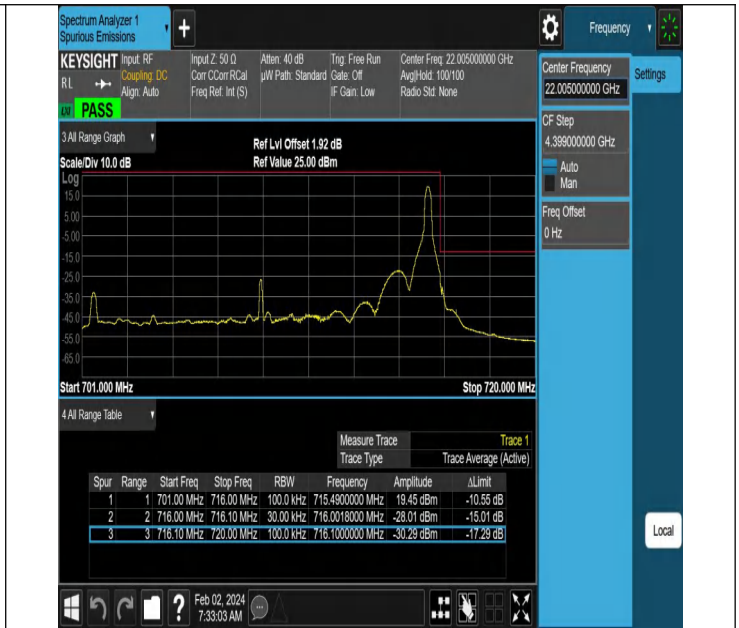 Spectrum Analyzer 1
Spurious Emissions
+
Frequency
KEYSIGHT Input: RF
RL Coupling: DC
Align: Auto
Input Z: 50 Ω
Corr CCorr RCal
Freq Ref: Int (S)
Atten: 40 dB
µW Path: Standard
Trig: Free Run
Gate: Off
IF Gain: Low
Center Freq: 22.005000000 GHz
Avg|Hold: 100/100
Radio Std: None
PASS
Center Frequency
22.005000000 GHz
Settings
CF Step
4.399000000 GHz
Auto
Man
Freq Offset
0 Hz
3 All Range Graph
Scale/Div 10.0 dB
Ref Lvl Offset 1.92 dB
Ref Value 25.00 dBm
Log
15.0
5.00
-5.00
-15.0
-25.0
-35.0
-45.0
-55.0
-65.0
Start 701.000 MHz Stop 720.000 MHz
4 All Range Table
Measure Trace Trace 1
Trace Type Trace Average (Active)
Spur Range Start Freq Stop Freq RBW Frequency Amplitude ΔLimit
1 1 701.00 MHz 716.00 MHz 100.0 kHz 715.4900000 MHz 19.45 dBm -10.55 dB
2 2 716.00 MHz 716.10 MHz 30.00 kHz 716.0018000 MHz -28.01 dBm -15.01 dB
3 3 716.10 MHz 720.00 MHz 100.0 kHz 716.1000000 MHz -30.29 dBm -17.29 dB
Local
?
Feb 02, 2024
7:33:03 AM